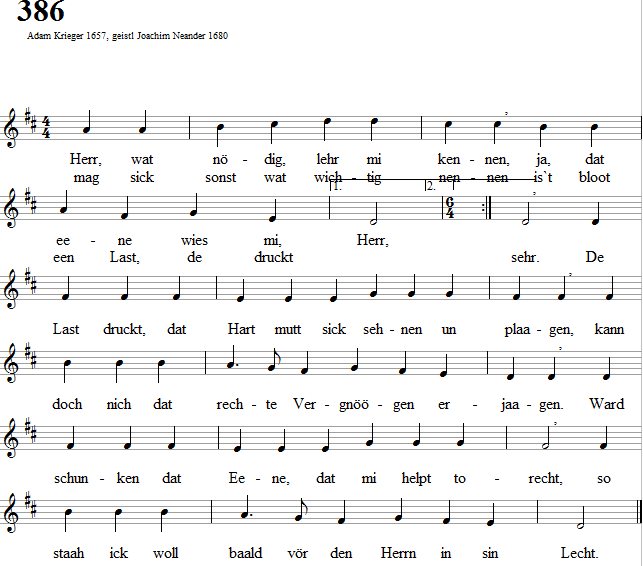 386
Adam Krieger 1657, geistl Joachim Neander 1680
4
4
Herr, wat nö - dig, lehr mi ken - nen, ja, dat
mag sick sonst wat wich - tig nen - nen is`t bloot
1. 2.
6
4
ee - ne wies mi, Herr,
een Last, de druckt sehr. De
Last druckt, dat Hart mutt sick seh - nen un plaa - gen, kann
doch nich dat rech - te Ver - gnöö - gen er - jaa - gen. Ward
schun - ken dat Ee - ne, dat mi helpt to - recht, so
staah ick woll baald vör den Herrn in sin Lecht.